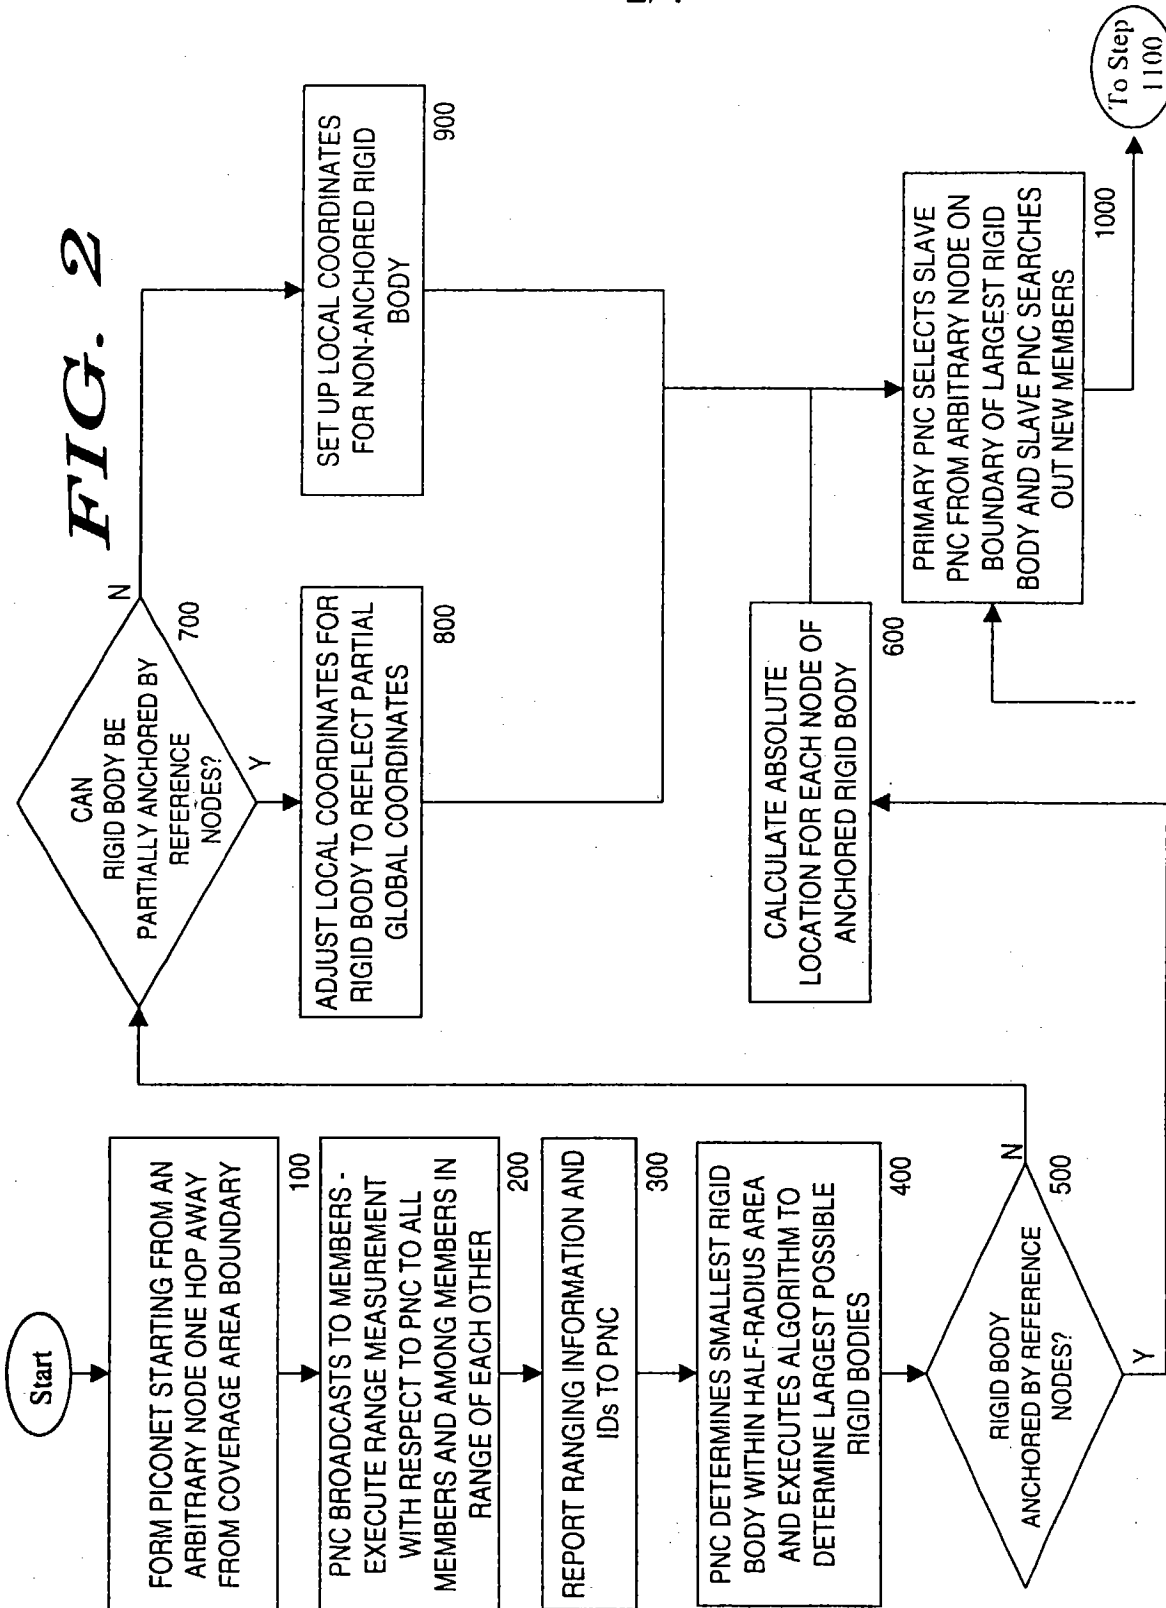 FIG. 2
Start
FORM PICONET STARTING FROM AN
ARBITRARY NODE ONE HOP AWAY
FROM COVERAGE AREA BOUNDARY
100
PNC BROADCASTS TO MEMBERS -
EXECUTE RANGE MEASUREMENT
WITH RESPECT TO PNC TO ALL
MEMBERS AND AMONG MEMBERS IN
RANGE OF EACH OTHER
200
REPORT RANGING INFORMATION AND
IDs TO PNC
300
PNC DETERMINES SMALLEST RIGID
BODY WITHIN HALF-RADIUS AREA
AND EXECUTES ALGORITHM TO
DETERMINE LARGEST POSSIBLE
RIGID BODIES
400
RIGID BODY
ANCHORED BY REFERENCE
NODES?
500
N
Y
CALCULATE ABSOLUTE
LOCATION FOR EACH NODE OF
ANCHORED RIGID BODY
600
CAN
RIGID BODY BE
PARTIALLY ANCHORED BY
REFERENCE
NODES?
700
N
Y
ADJUST LOCAL COORDINATES FOR
RIGID BODY TO REFLECT PARTIAL
GLOBAL COORDINATES
800
SET UP LOCAL COORDINATES
FOR NON-ANCHORED RIGID
BODY
900
PRIMARY PNC SELECTS SLAVE
PNC FROM ARBITRARY NODE ON
BOUNDARY OF LARGEST RIGID
BODY AND SLAVE PNC SEARCHES
OUT NEW MEMBERS
1000
To Step
1100